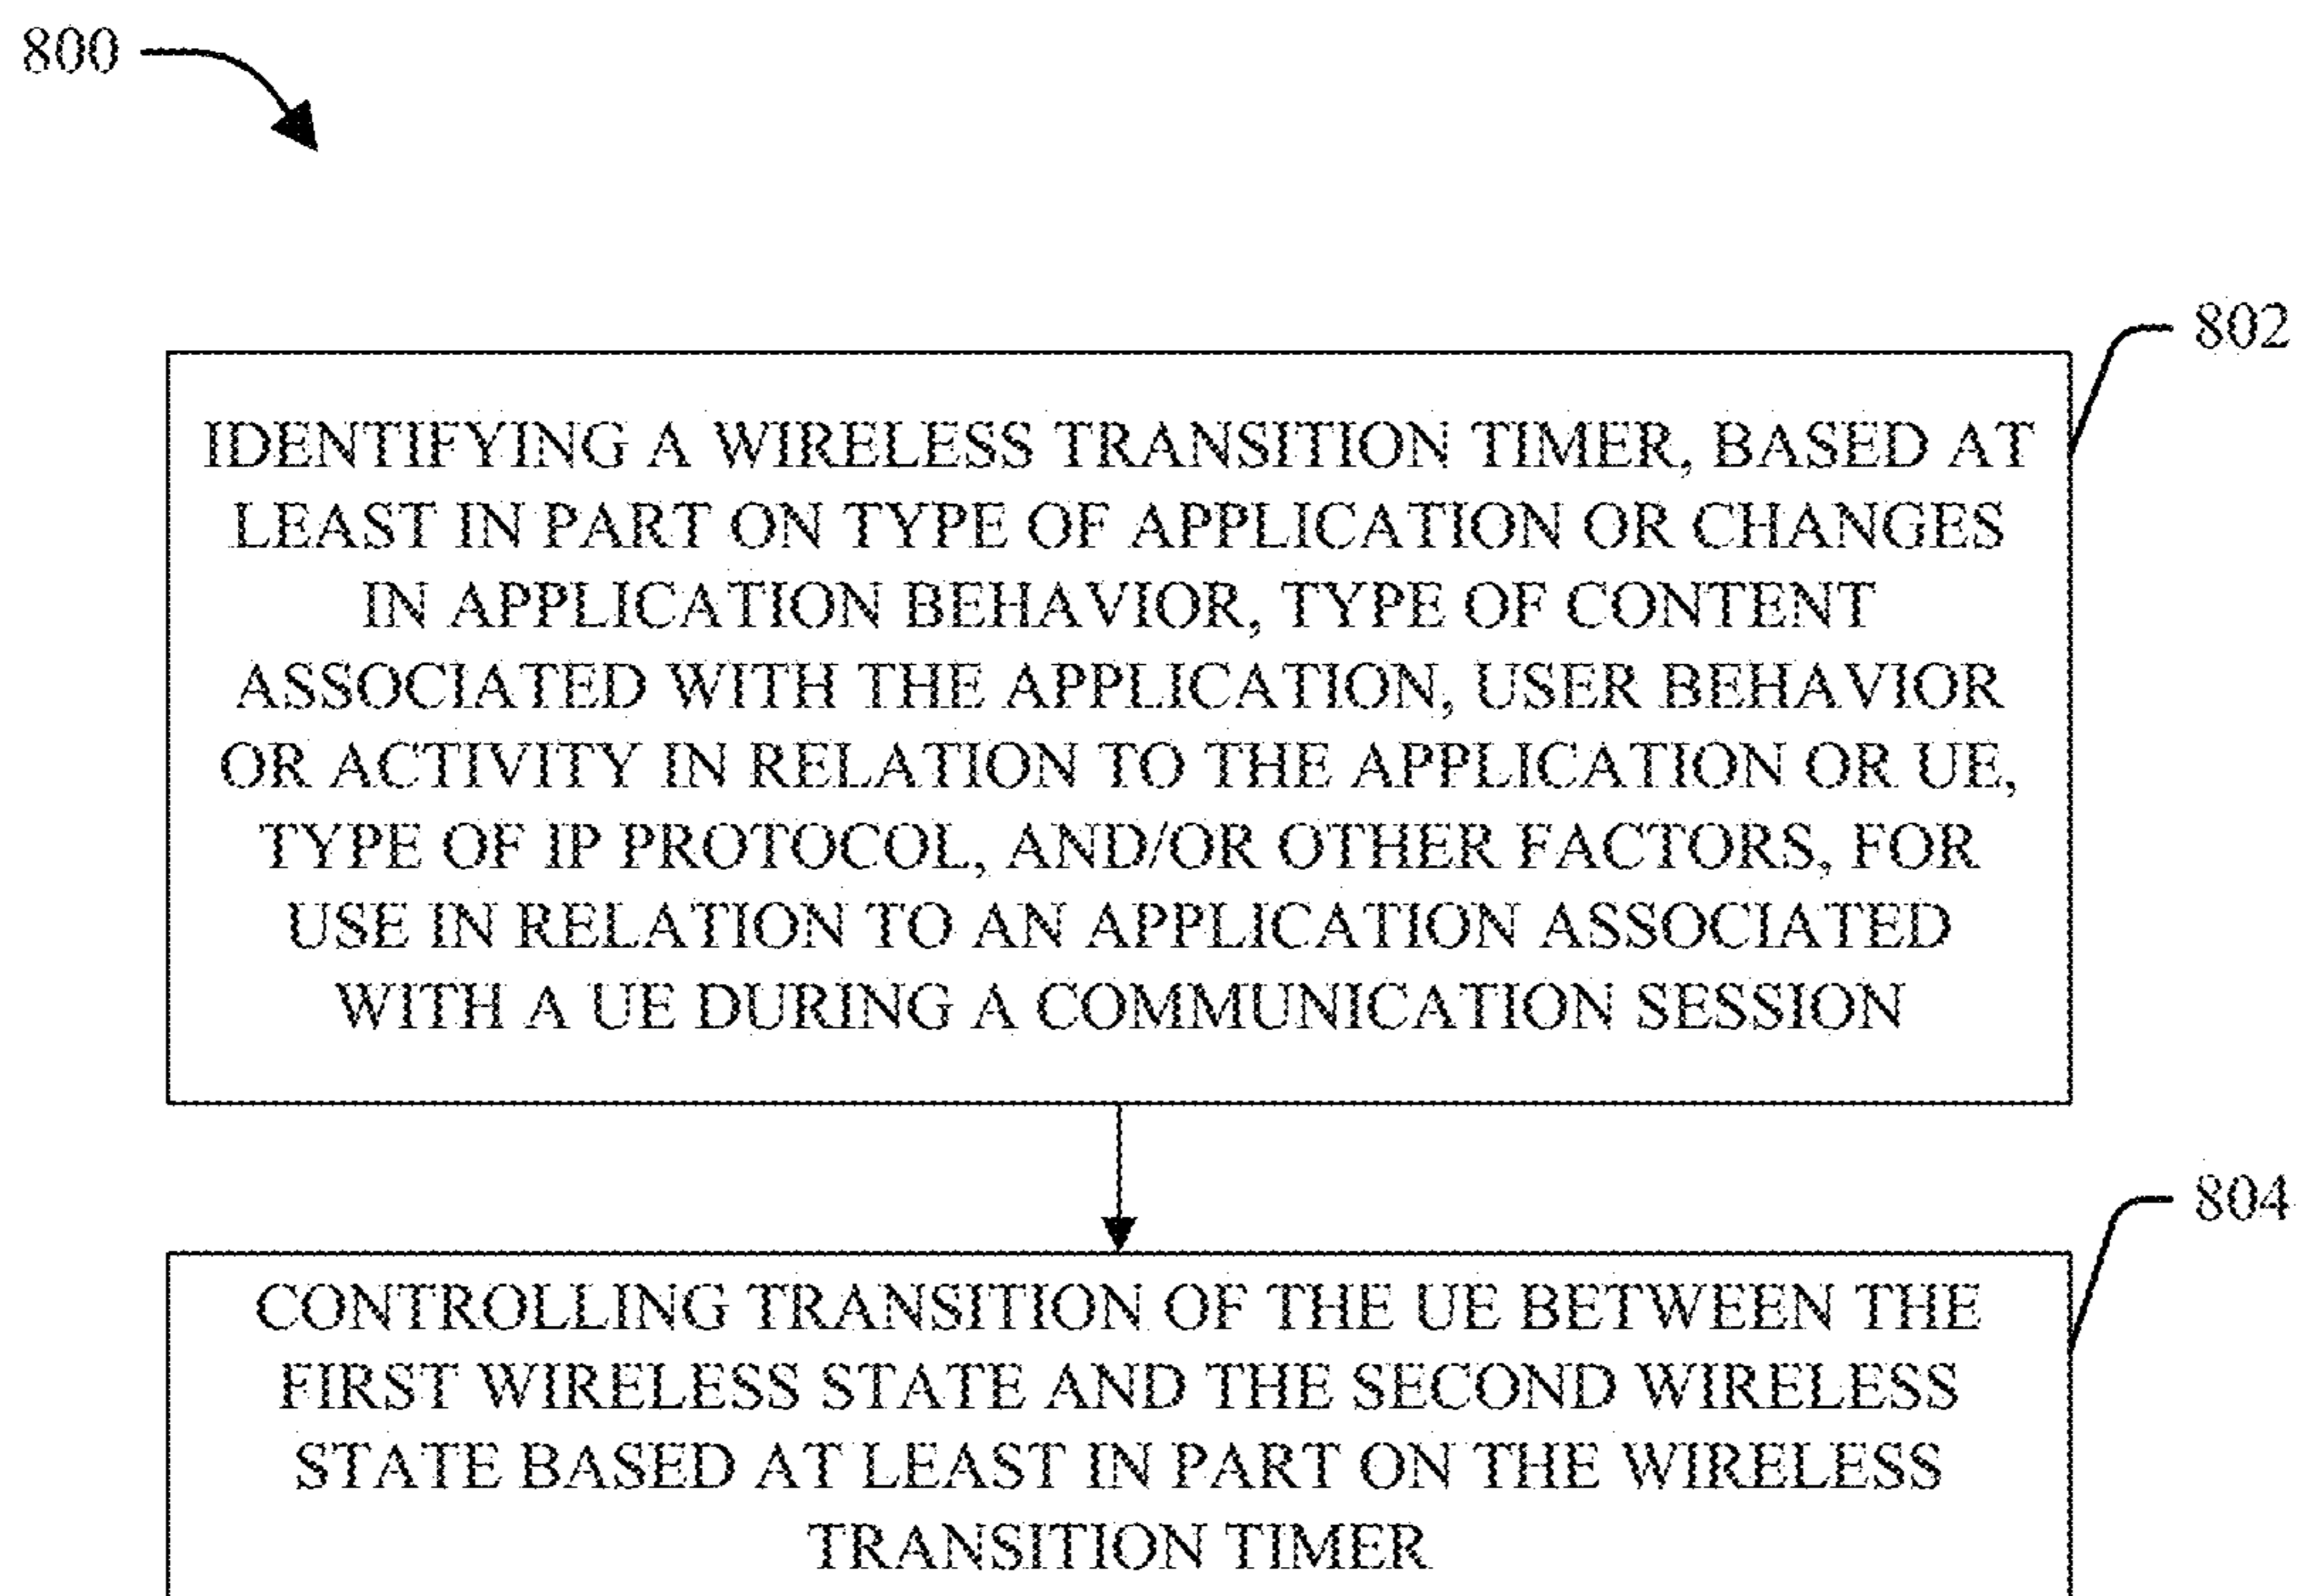 800
802
IDENTIFYING A WIRELESS TRANSITION TIMER, BASED AT
LEAST IN PART ON TYPE OF APPLICATION OR CHANGES
IN APPLICATION BEHAVIOR, TYPE OF CONTENT
ASSOCIATED WITH THE APPLICATION, USER BEHAVIOR
OR ACTIVITY IN RELATION TO THE APPLICATION OR UE,
TYPE OF IP PROTOCOL, AND/OR OTHER FACTORS, FOR
USE IN RELATION TO AN APPLICATION ASSOCIATED
WITH A UE DURING A COMMUNICATION SESSION
804
CONTROLLING TRANSITION OF THE UE BETWEEN THE
FIRST WIRELESS STATE AND THE SECOND WIRELESS
STATE BASED AT LEAST IN PART ON THE WIRELESS
TRANSITION TIMER